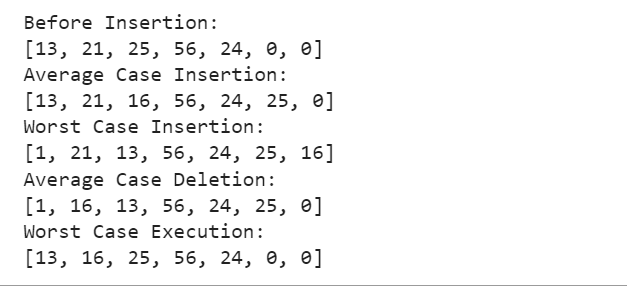 Before Insertion:
[13, 21, 25, 56, 24, 0, 0]
Average Case Insertion:
[13, 21, 16, 56, 24, 25, 0]
Worst Case Insertion:
[1, 21, 13, 56, 24, 25, 16]
Average Case Deletion:
[1, 16, 13, 56, 24, 25, 0]
Worst Case Execution:
[13, 16, 25, 56, 24, 0, 0]